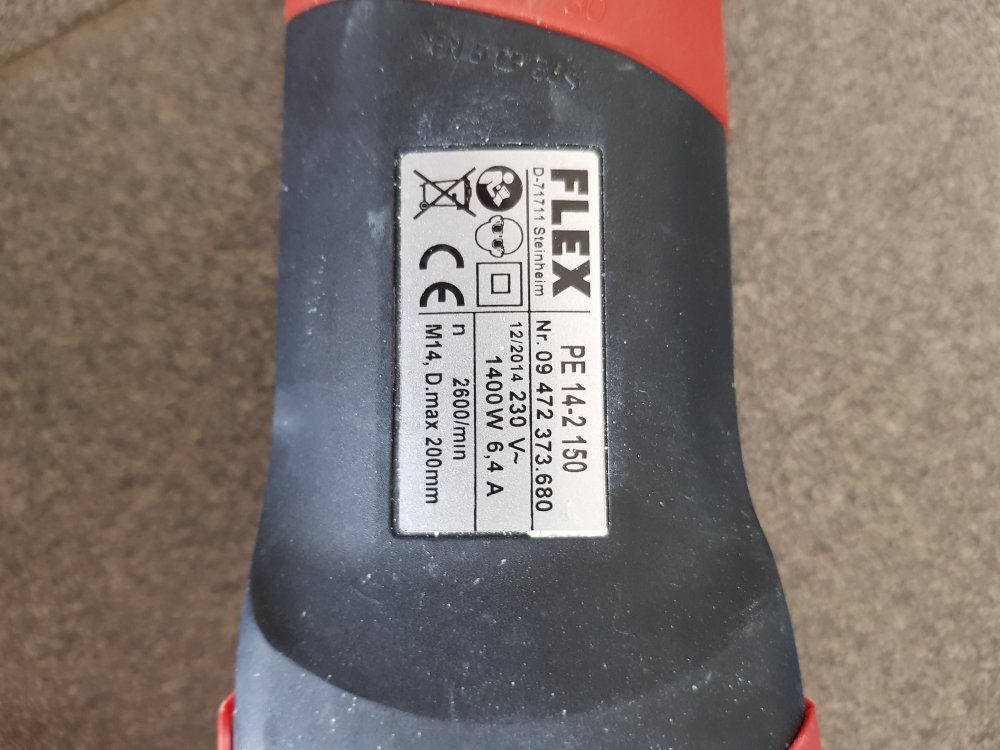 FLEX
D-71711 Steinheim
PE 14-2 150
Nr. 09 472 373.680
12/2014 230 V~
1400W 6,4 A
n 2600/min
M14, D.max 200mm
CE